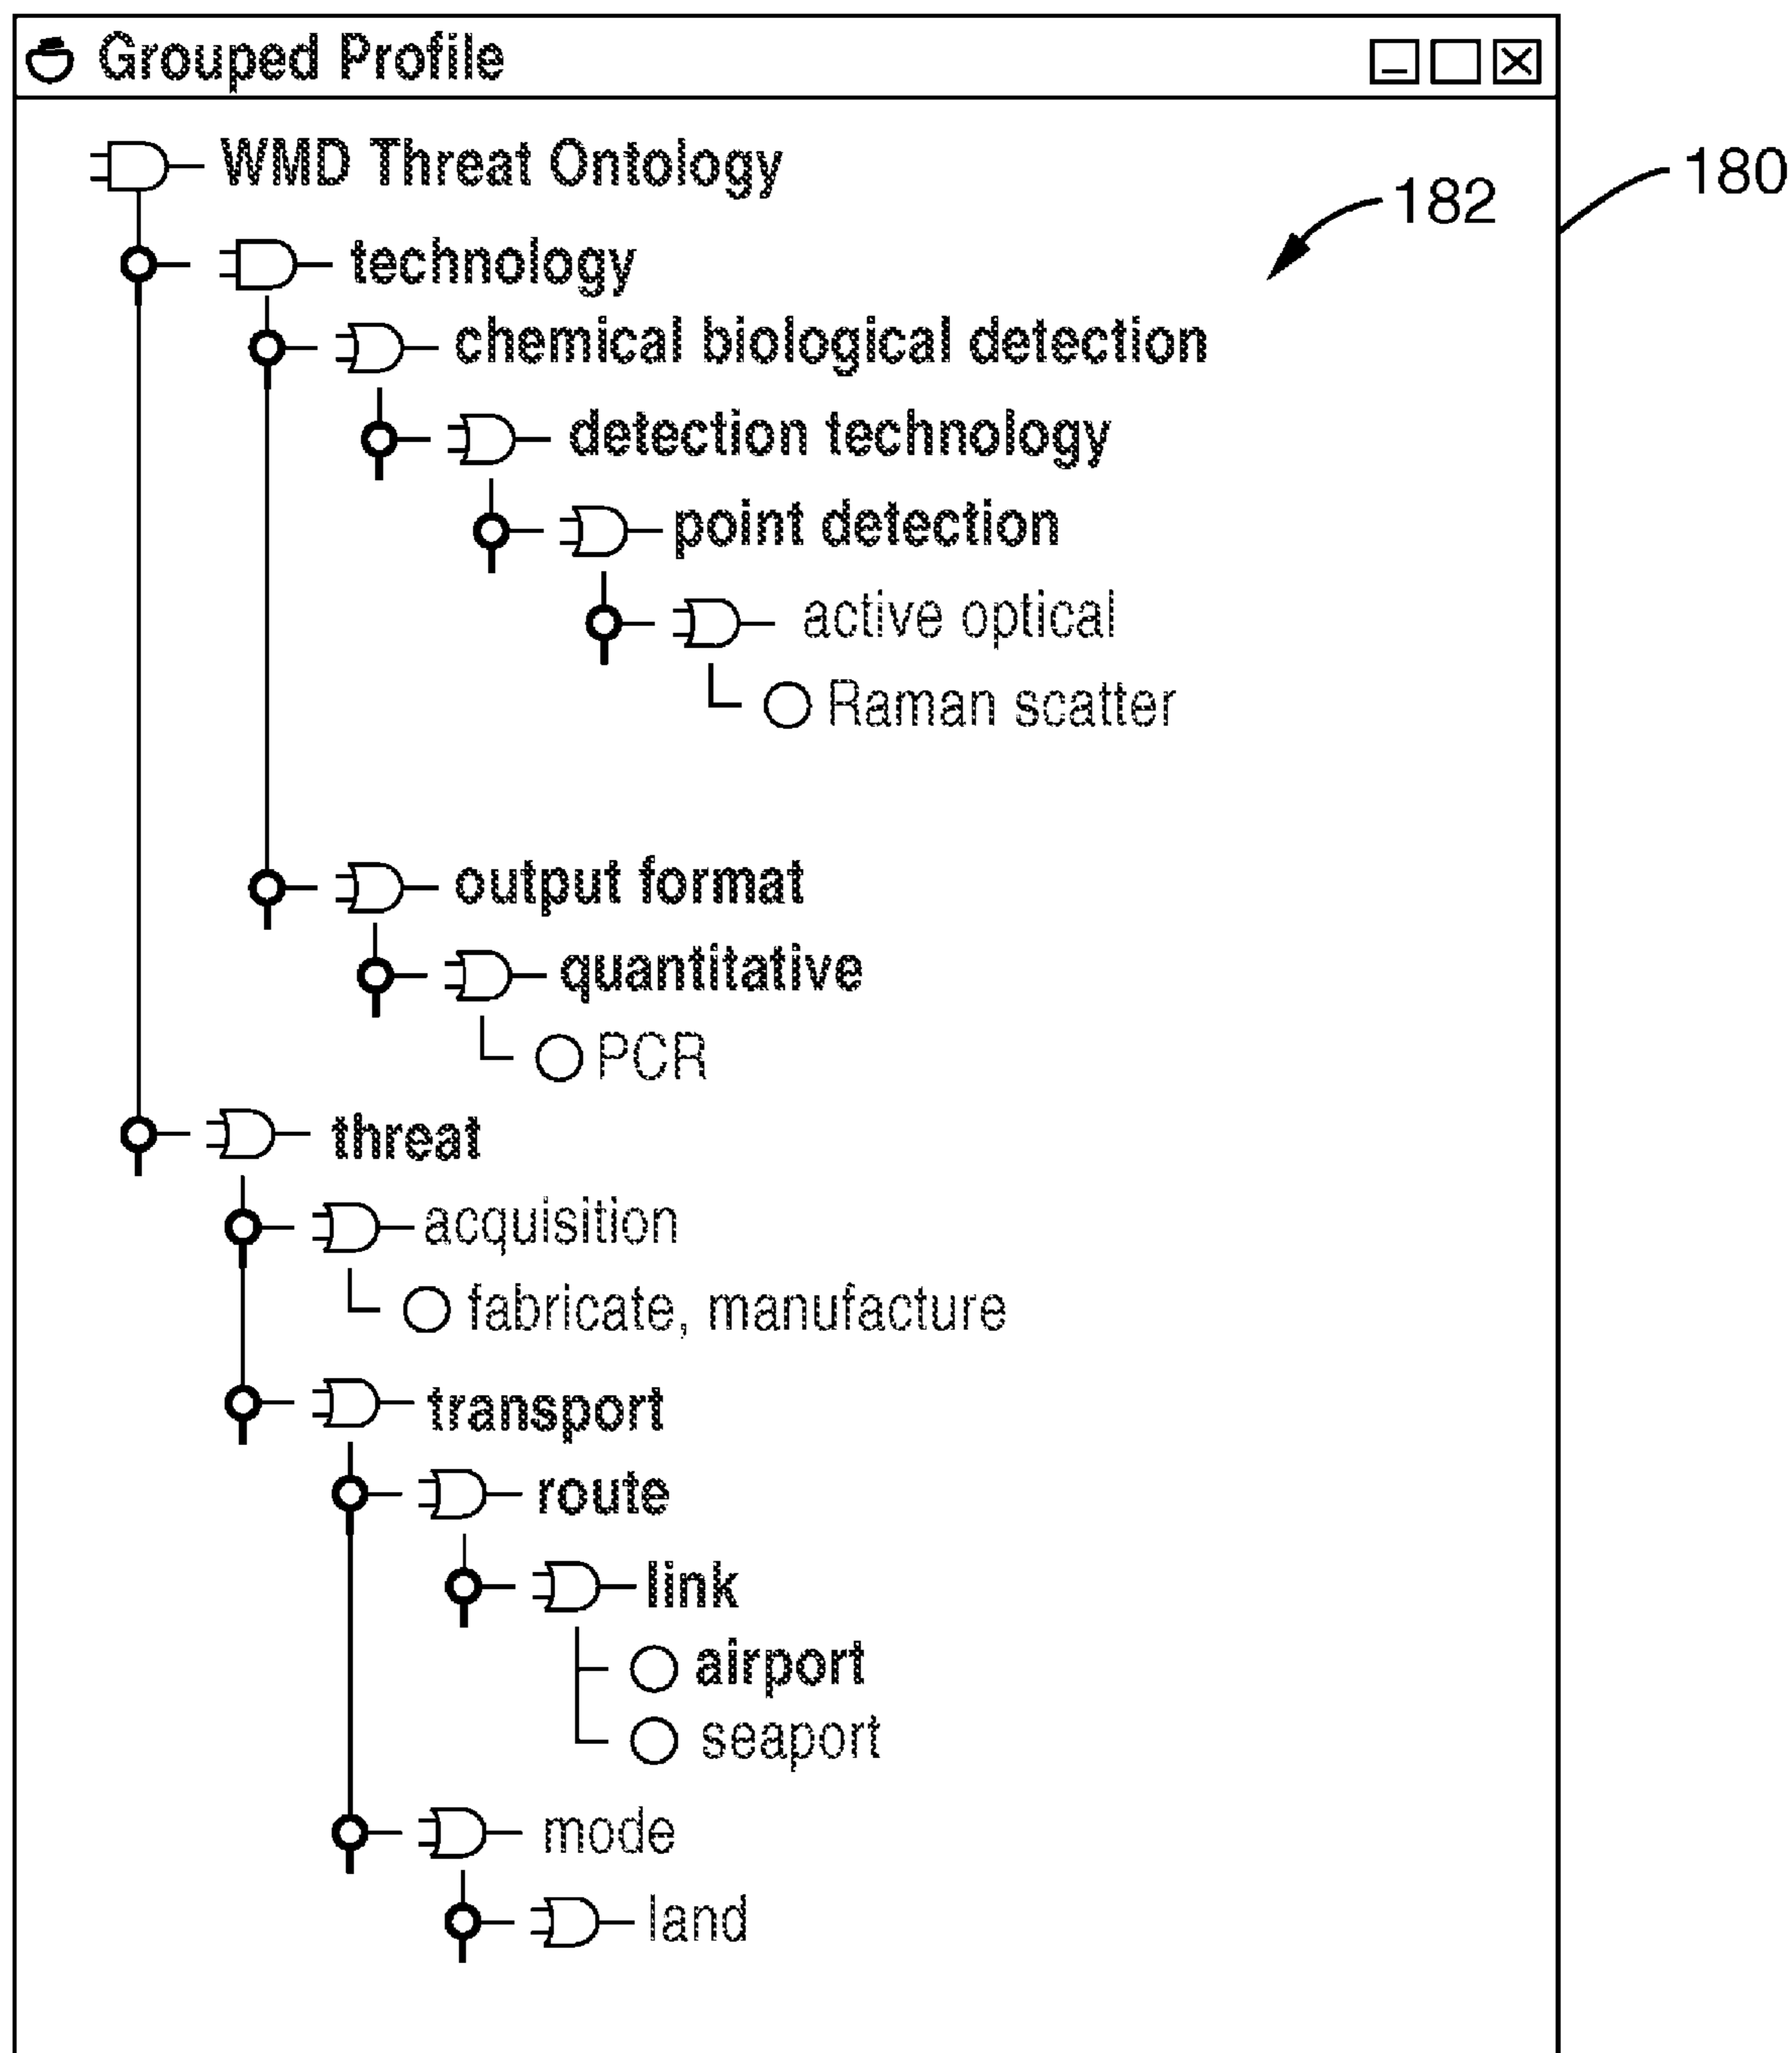 Grouped Profile
WMD Threat Ontology
180
182
technology
chemical biological detection
detection technology
point detection
active optical
Raman scatter
output format
quantitative
PCR
threat
acquisition
fabricate, manufacture
transport
route
link
airport
seaport
mode
land